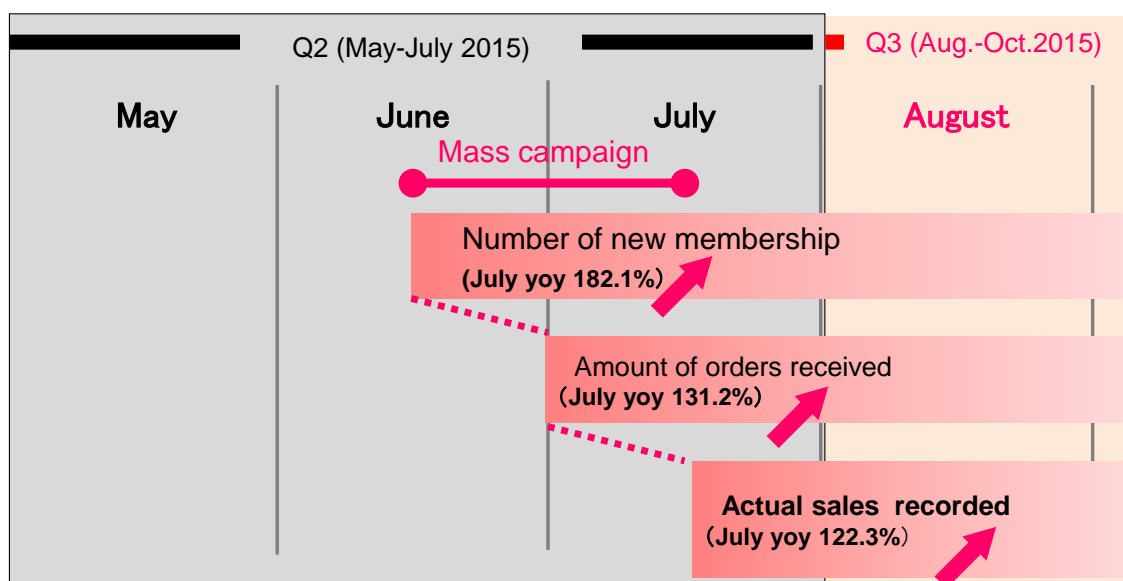 Q2 (May-July 2015)
Q3 (Aug.-Oct.2015)
May
June
July
August
Mass campaign
Number of new membership
(July yoy 182.1%）
Amount of orders received
（July yoy 131.2%）
Actual sales recorded
（July yoy 122.3%）